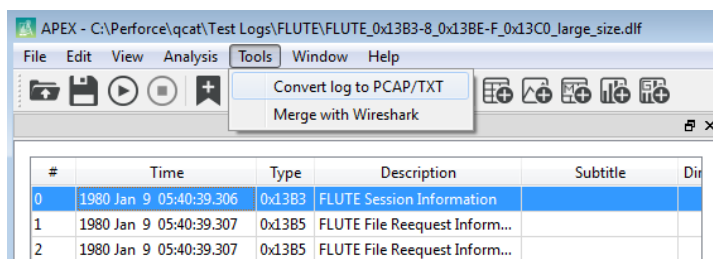 APEX - C:\Perforce\qcat\Test Logs\FLUTE\FLUTE_0x13B3-8_0x13BE-F_0x13C0_large_size.dlf
File Edit View Analysis Tools Window Help
Convert log to PCAP/TXT
Merge with Wireshark
# Time Type Description Subtitle Dir
0 1980 Jan 9 05:40:39.306 0x13B3 FLUTE Session Information
1 1980 Jan 9 05:40:39.307 0x13B5 FLUTE File Reequest Inform...
2 1980 Jan 9 05:40:39.307 0x13B5 FLUTE File Reequest Inform...